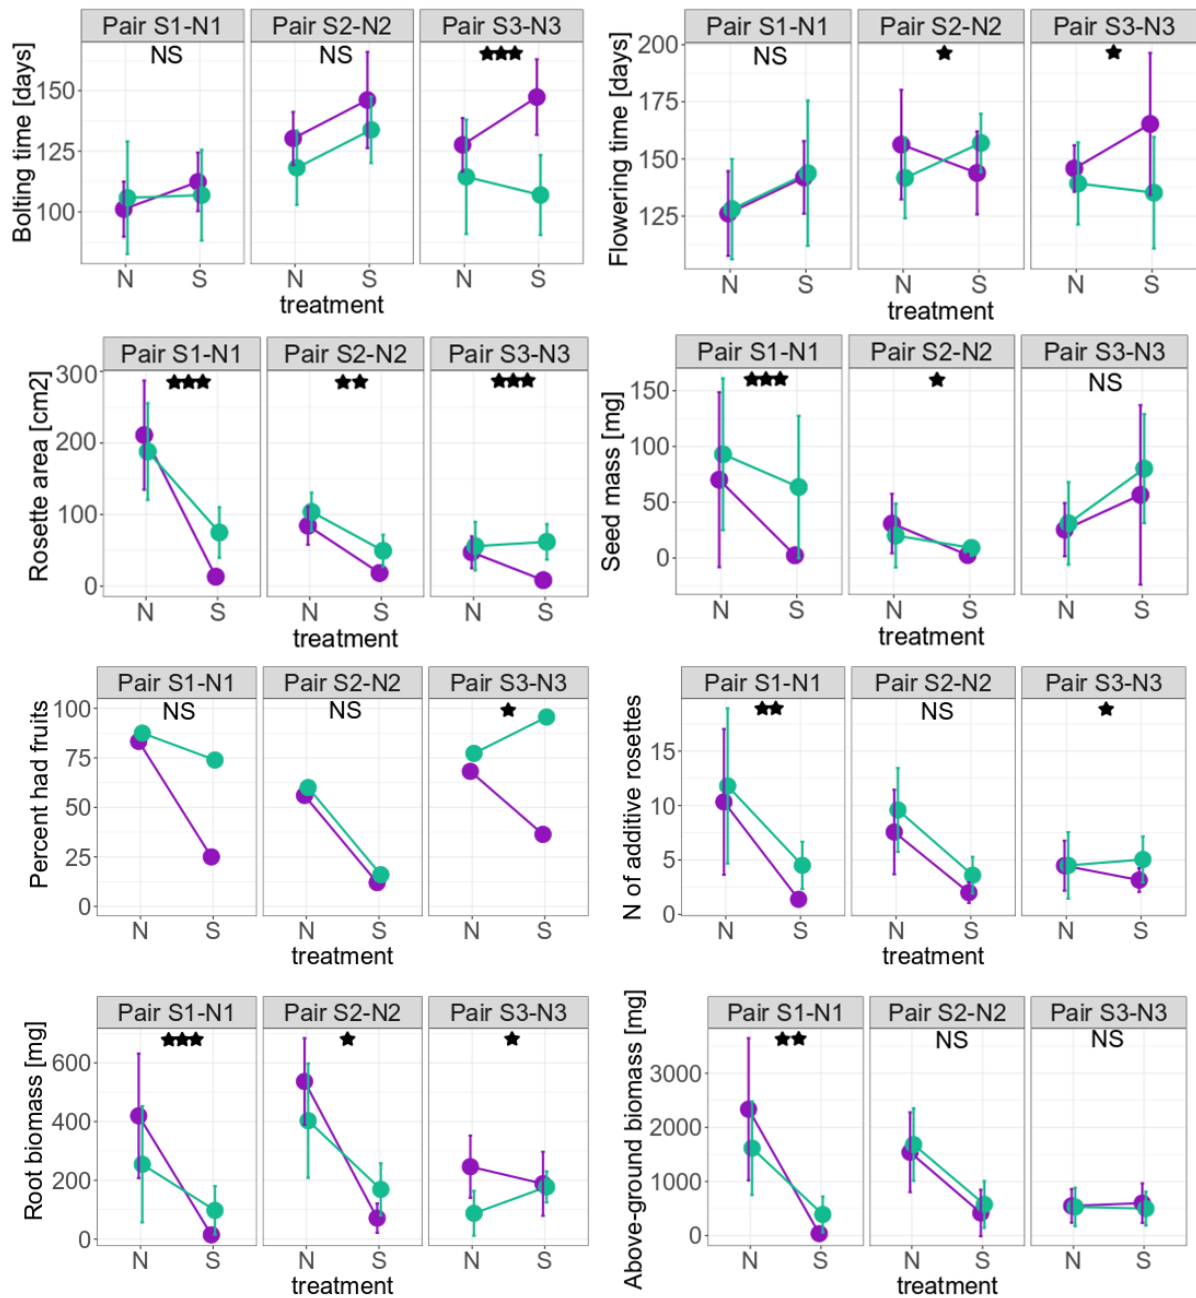 Bolting time [days]
Pair S1-N1 Pair S2-N2 Pair S3-N3
NS NS ★★★
150
125
100
N S N S N S
treatment
Flowering time [days]
Pair S1-N1 Pair S2-N2 Pair S3-N3
NS ★ ★
200
175
150
125
N S N S N S
Rosette area [cm2]
Pair S1-N1 Pair S2-N2 Pair S3-N3
★★★ ★★ ★★★
300
200
100
0
N S N S N S
treatment
Seed mass [mg]
Pair S1-N1 Pair S2-N2 Pair S3-N3
★★★ ★ NS
150
100
50
0
N S N S N S
treatment
Percent had fruits
Pair S1-N1 Pair S2-N2 Pair S3-N3
NS NS ★
100
75
50
25
0
N S N S N S
treatment
N of additive rosettes
Pair S1-N1 Pair S2-N2 Pair S3-N3
★★ NS ★
15
10
5
0
N S N S N S
treatment
Root biomass [mg]
Pair S1-N1 Pair S2-N2 Pair S3-N3
★★★ ★ ★
600
400
200
0
N S N S N S
treatment
Above-ground biomass [mg]
Pair S1-N1 Pair S2-N2 Pair S3-N3
★★ NS NS
3000
2000
1000
0
N S N S N S
treatment